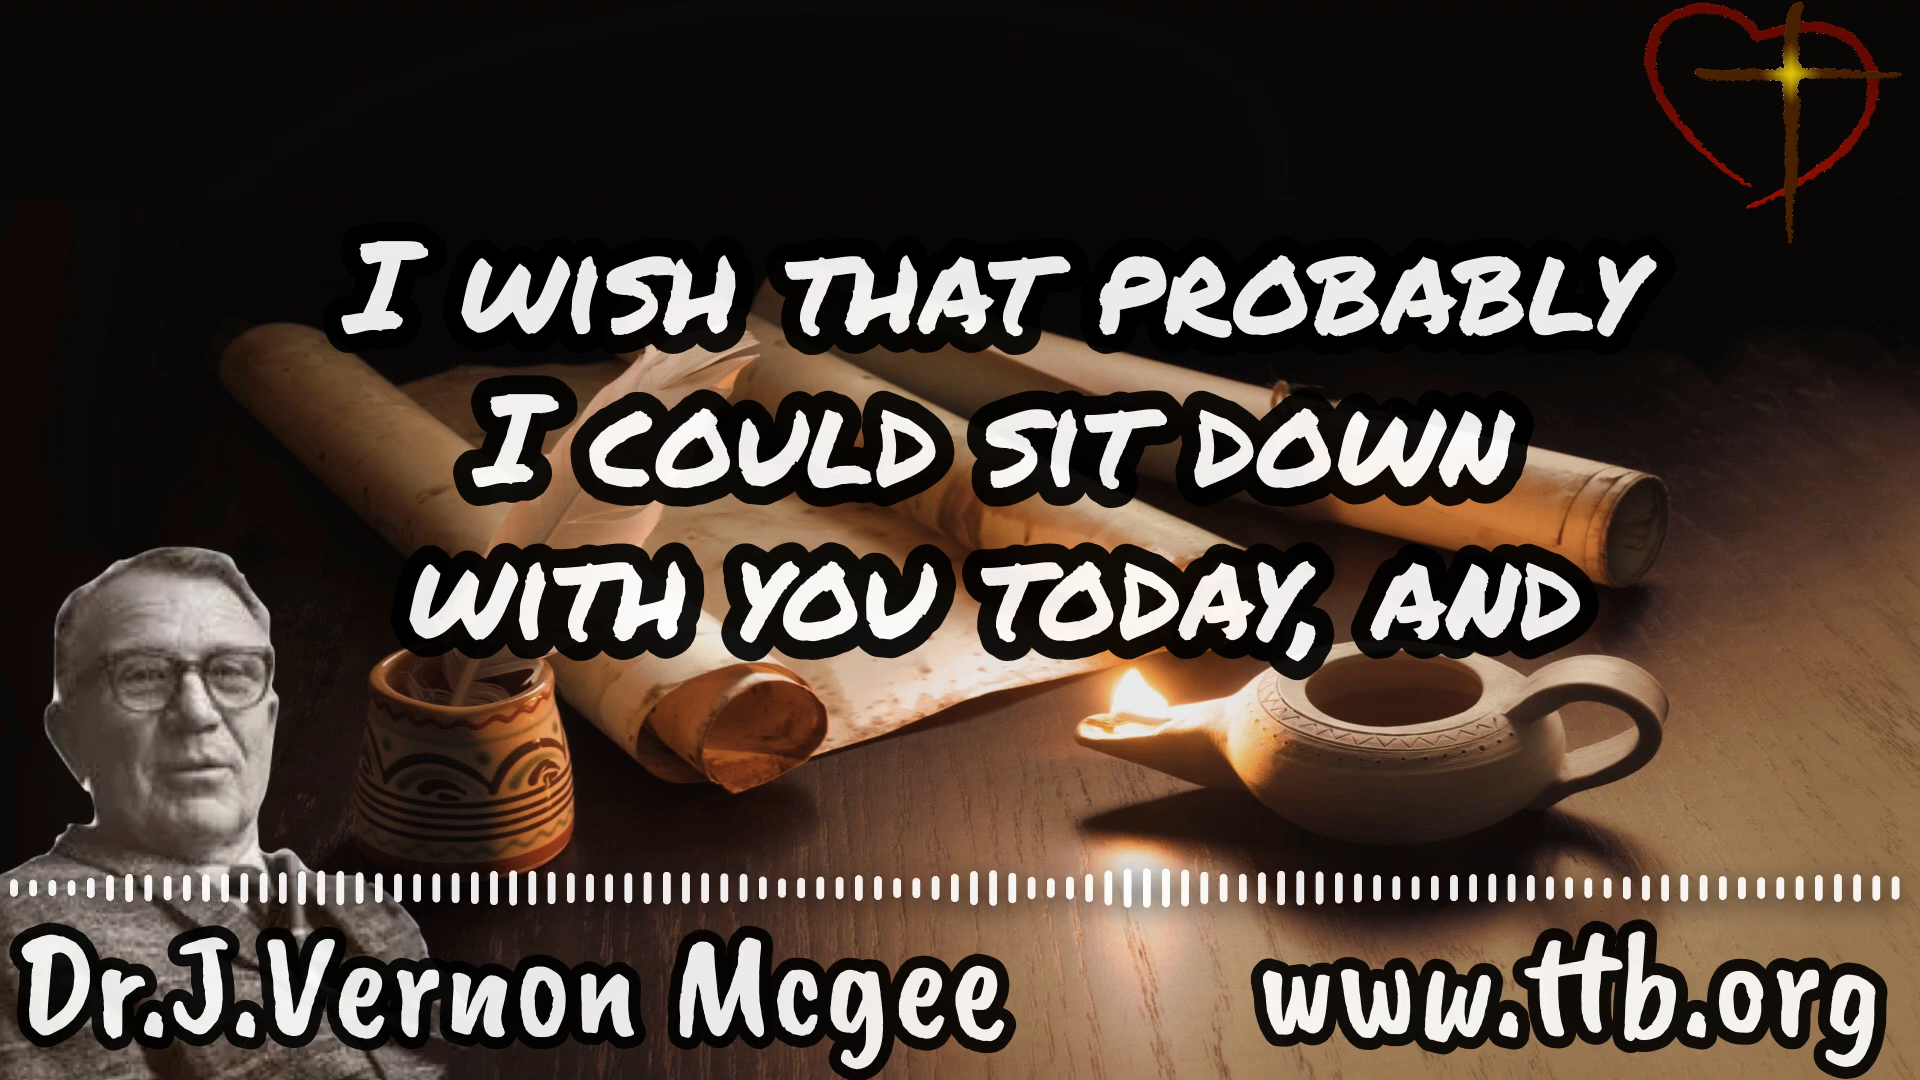 I WISH THAT PROBABLY
I COULD SIT DOWN
WITH YOU TODAY, AND
Dr.J.Vernon Mcgee
www.ttb.org